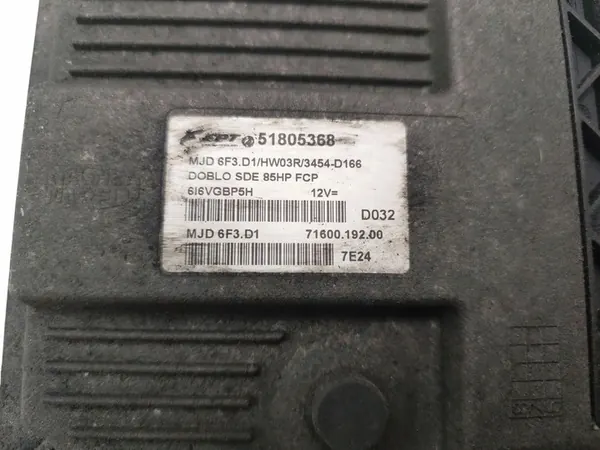 FPT 51805368
MJD 6F3.D1/HW03R/3454-D166
DOBLO SDE 85HP FCP
6I6VGBP5H 12V=
D032
MJD 6F3.D1 71600.192.00
7E24